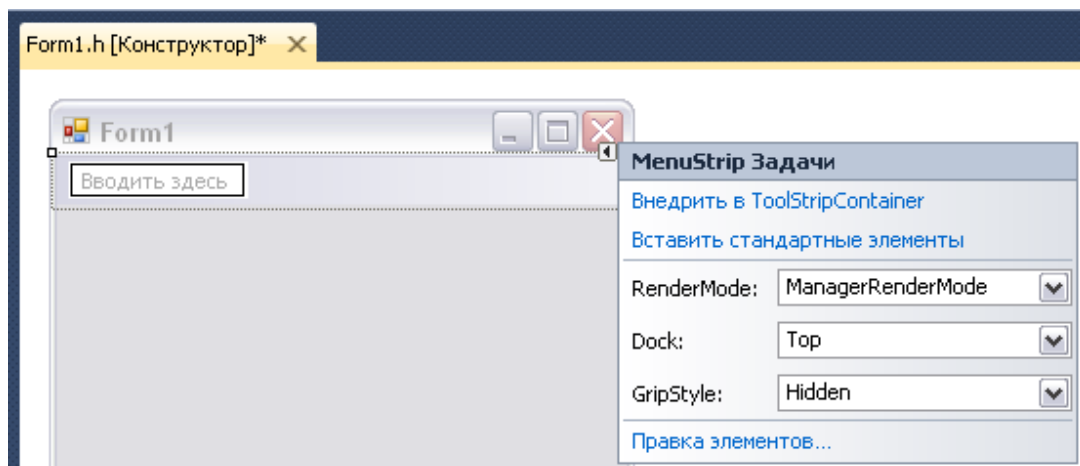 Form1.h [Конструктор]*
Form1
Вводить здесь
MenuStrip Задачи
Внедрить в ToolStripContainer
Вставить стандартные элементы
RenderMode: ManagerRenderMode
Dock: Top
GripStyle: Hidden
Правка элементов...